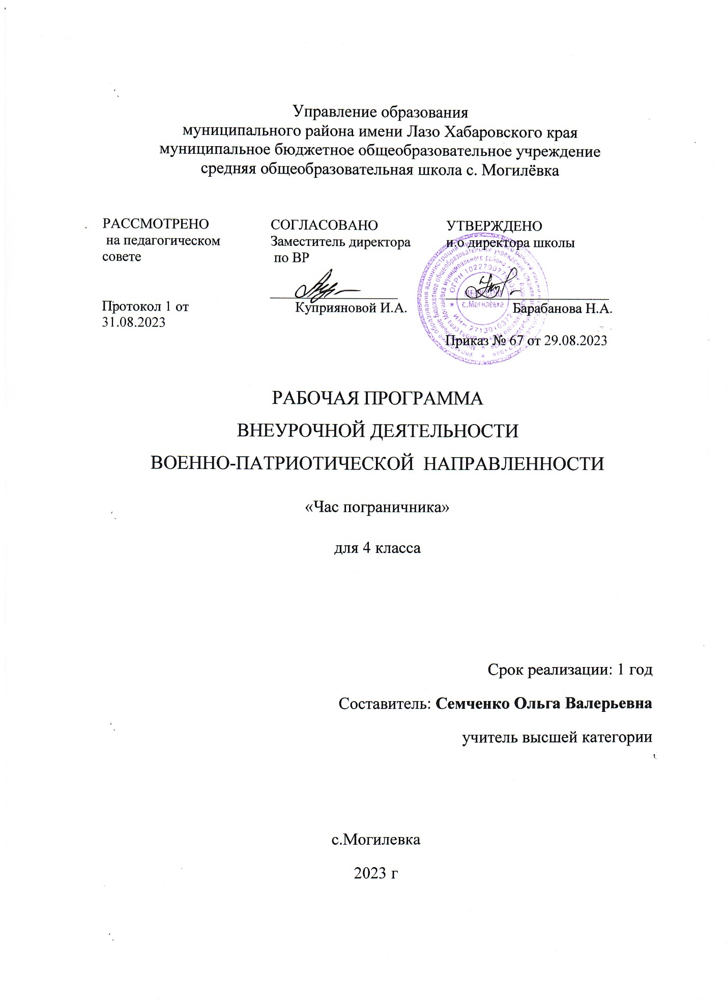 Управление образования
муниципального района имени Лазо Хабаровского края
муниципальное бюджетное общеобразовательное учреждение
средняя общеобразовательная школа с. Могилёвка
РАССМОТРЕНО
на педагогическом
совете
Протокол 1 от
31.08.2023
СОГЛАСОВАНО
Заместитель директора
по ВР
Куприяновой И.А.
УТВЕРЖДЕНО
и.о директора школы
Барабанова Н.А.
Приказ № 67 от 29.08.2023
МБОУ СОШ
с.Могилёвка
РАБОЧАЯ ПРОГРАММА
ВНЕУРОЧНОЙ ДЕЯТЕЛЬНОСТИ
ВОЕННО-ПАТРИОТИЧЕСКОЙ НАПРАВЛЕННОСТИ
«Час пограничника»
для 4 класса
Срок реализации: 1 год
Составитель: Семченко Ольга Валерьевна
учитель высшей категории
с.Могилевка
2023 г